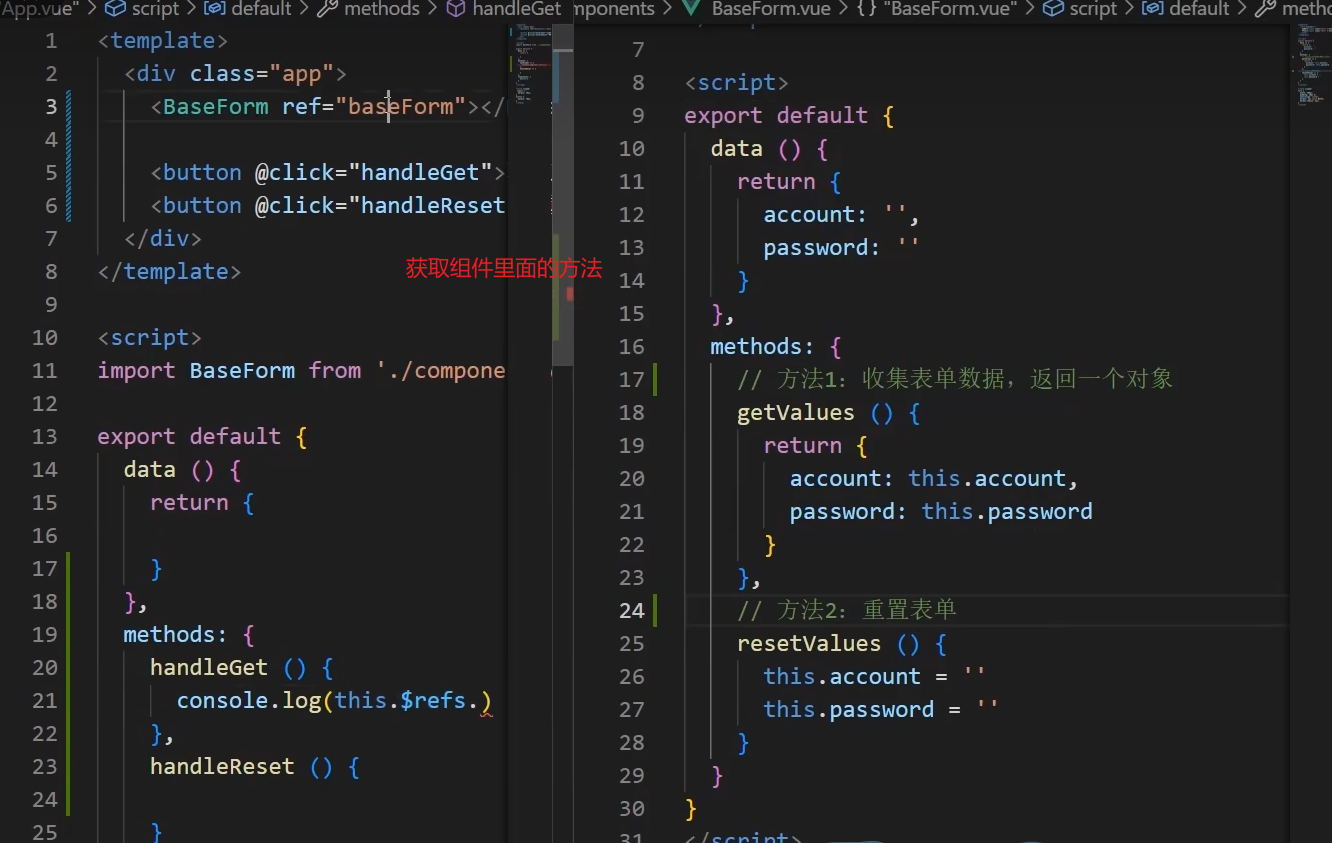 App.vue" > script > default > methods > handleGet
1 <template>
2 <div class="app">
3 <BaseForm ref="baseForm"></
4
5 <button @click="handleGet">
6 <button @click="handleReset
7 </div>
8 </template>
9
10 <script>
11 import BaseForm from './compone
12
13 export default {
14 data () {
15 return {
16
17 }
18 },
19 methods: {
20 handleGet () {
21 console.log(this.$refs.)
22 },
23 handleReset () {
24
25 }
获取组件里面的方法
mponents > BaseForm.vue > {} "BaseForm.vue" > script > default > metho
7
8 <script>
9 export default {
10 data () {
11 return {
12 account: '',
13 password: ''
14 }
15 },
16 methods: {
17 // 方法1：收集表单数据，返回一个对象
18 getValues () {
19 return {
20 account: this.account,
21 password: this.password
22 }
23 },
24 // 方法2：重置表单
25 resetValues () {
26 this.account = ''
27 this.password = ''
28 }
29 }
30 }
31 </script>